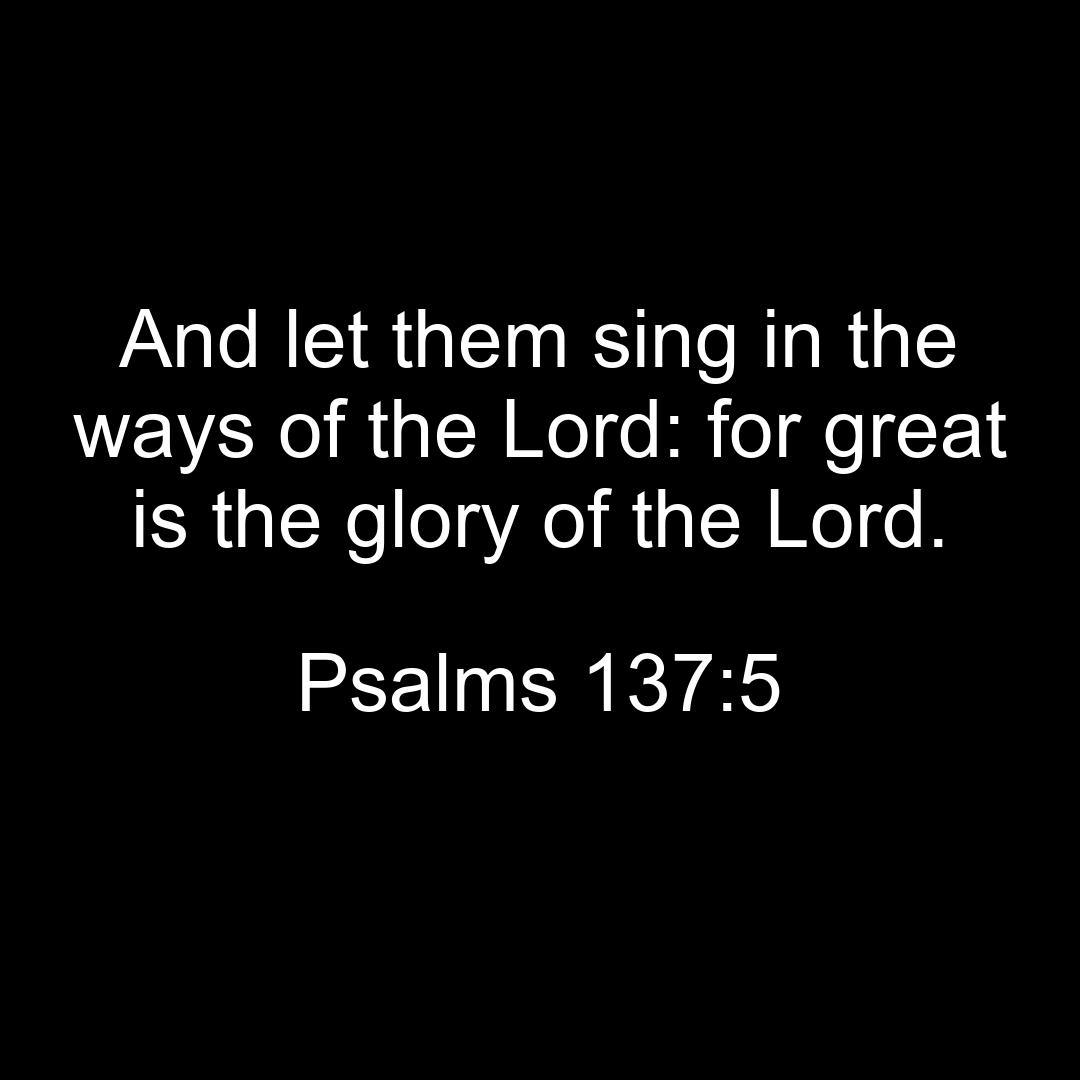 And let them sing in the
ways of the Lord: for great
is the glory of the Lord.
Psalms 137:5